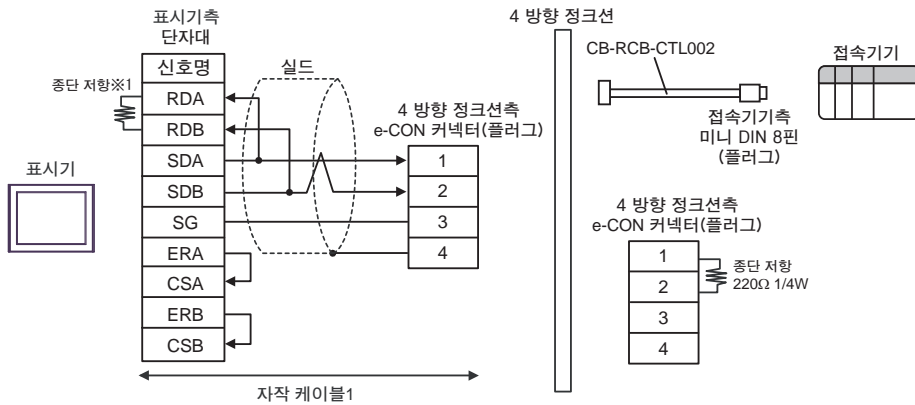 표시기
표시기측
단자대
신호명
종단 저항※1
RDA
RDB
SDA
SDB
SG
ERA
CSA
ERB
CSB
실드
4 방향 정크션측
e-CON 커넥터(플러그)
1
2
3
4
자작 케이블1
4 방향 정크션
CB-RCB-CTL002
접속기기측
미니 DIN 8핀
(플러그)
접속기기
4 방향 정크션측
e-CON 커넥터(플러그)
1
2
3
4
종단 저항
220Ω 1/4W